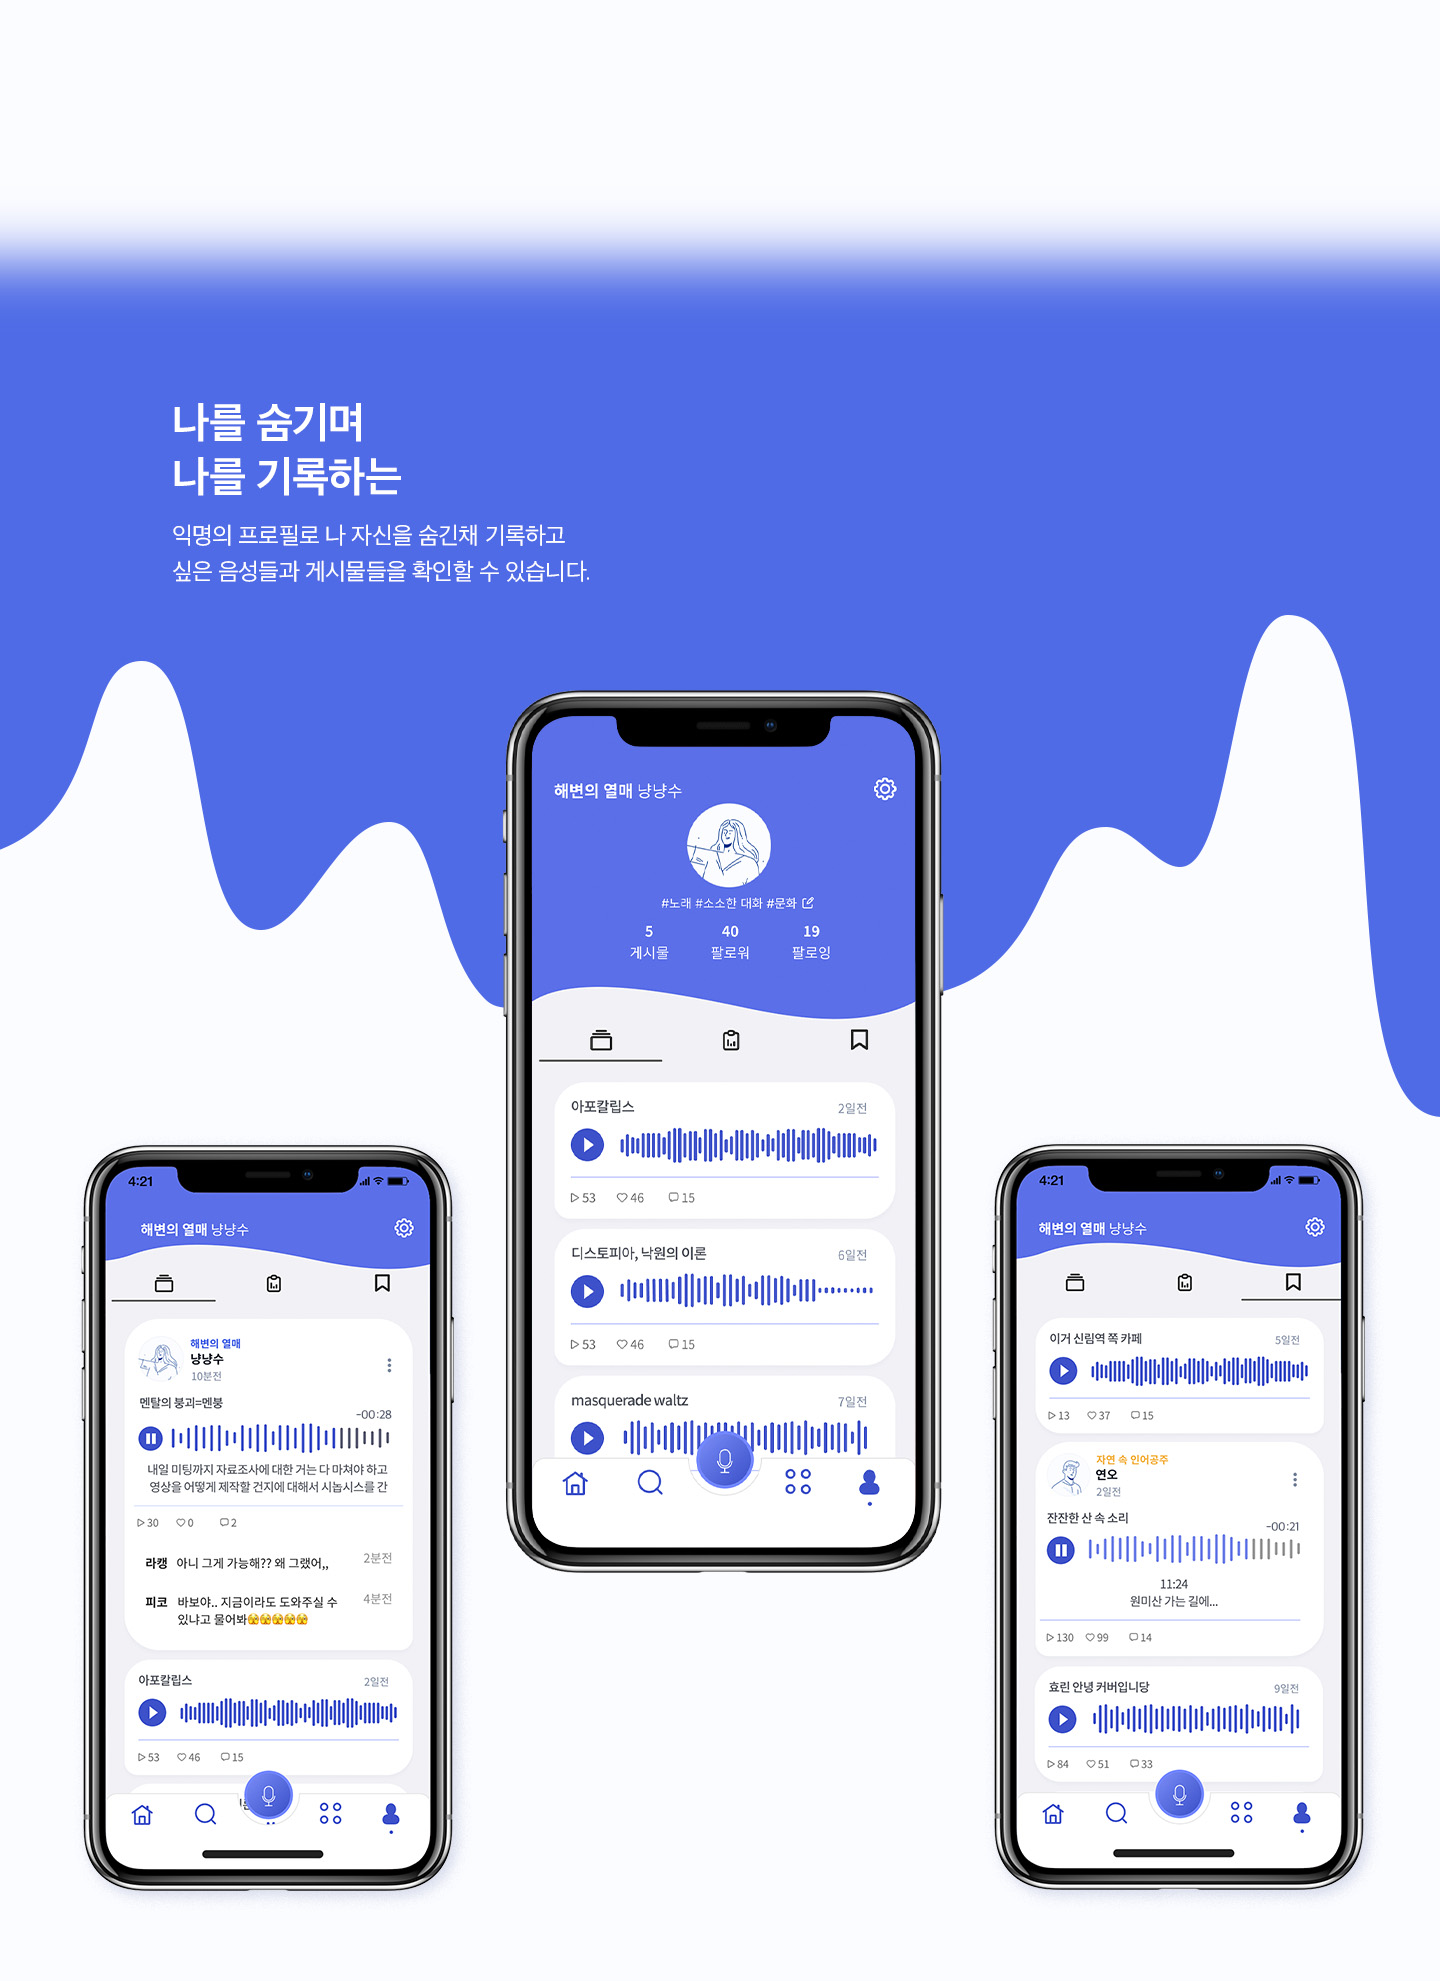 나를 숨기며
나를 기록하는
익명의 프로필로 나 자신을 숨긴채 기록하고
싶은 음성들과 게시물들을 확인할 수 있습니다.
해변의 열매 냥냥수
#노래 #소소한 대화 #문화
5 40 19
게시물 팔로워 팔로잉
아포칼립스 2일전
53 46 15
디스토피아, 낙원의 이론 6일전
53 46 15
masquerade waltz 7일전
4:21
해변의 열매 냥냥수
해변의 열매
냥냥수
10분전
멘탈의 붕괴=멘붕
-00:28
내일 미팅까지 자료조사에 대한 거는 다 마쳐야 하고
영상을 어떻게 제작할 건지에 대해서 시놉시스를 간
30 0 2
라캥 아니 그게 가능해?? 왜 그랬어,, 2분전
피코 바보야.. 지금이라도 도와주실 수 4분전
있냐고 물어봐🫣🫣🫣🫣🫣
아포칼립스 2일전
53 46 15
4:21
해변의 열매 냥냥수
이거 신림역 쪽 카페 5일전
13 37 15
자연 속 인어공주
연오
2일전
잔잔한 산 속 소리
-00:21
11:24
원미산 가는 길에...
130 99 14
효린 안녕 커버입니당 9일전
84 51 33